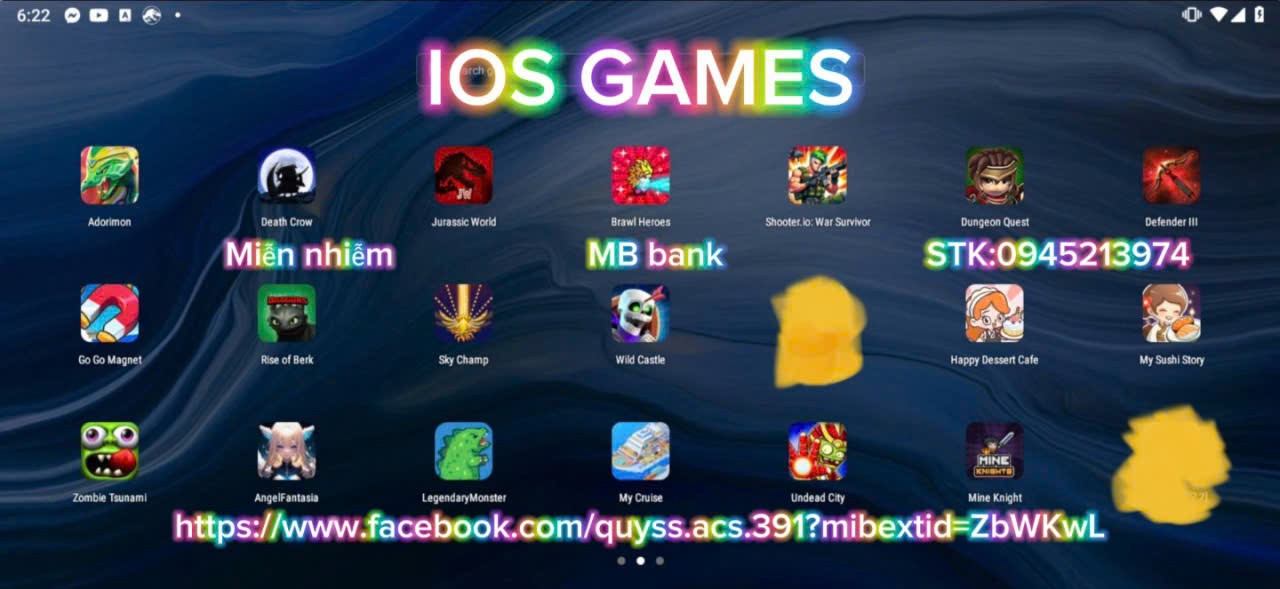 6:22
IOS GAMES
Adorimon Death Crow Jurassic World Brawl Heroes Shooter.io: War Survivor Dungeon Quest Defender III
Miễn nhiễm MB bank STK:0945213974
Go Go Magnet Rise of Berk Sky Champ Wild Castle Happy Dessert Cafe My Sushi Story
Zombie Tsunami AngelFantasia LegendaryMonster My Cruise Undead City Mine Knight
https://www.facebook.com/quyss.acs.391?mibextid=ZbWKwL